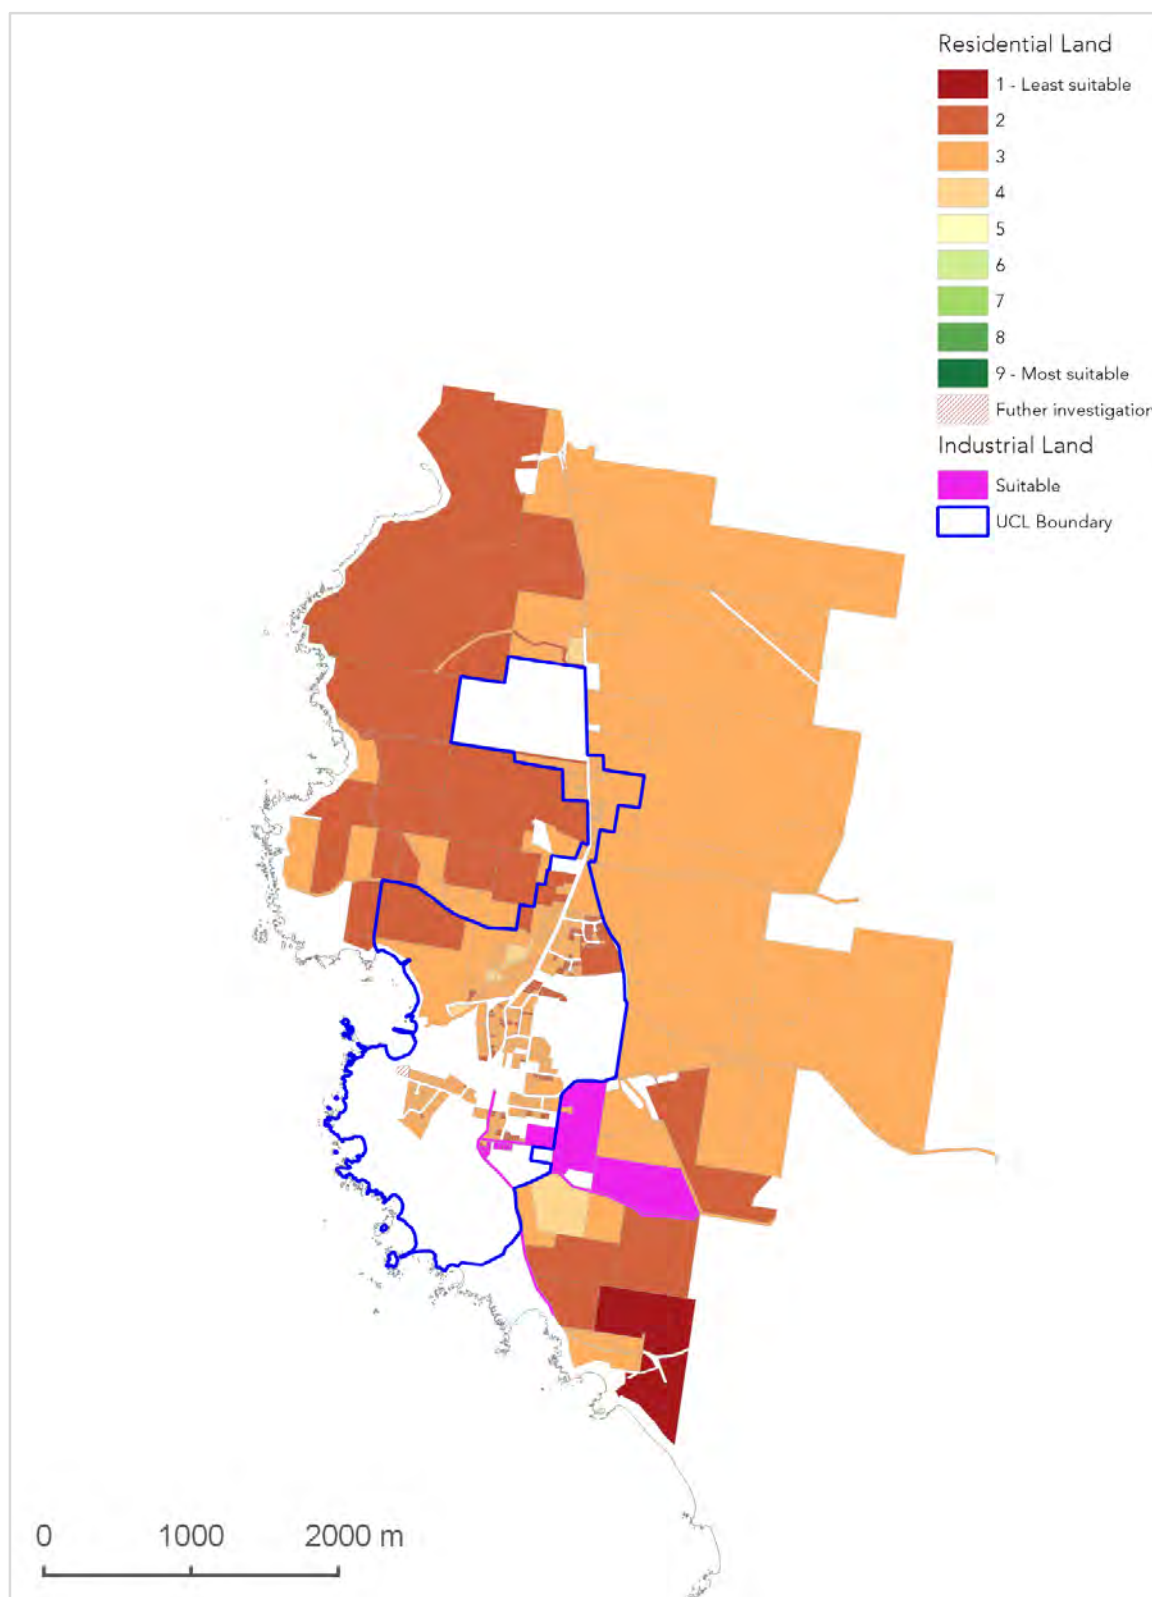 Residential Land
1 - Least suitable
2
3
4
5
6
7
8
9 - Most suitable
Futher investigation
Industrial Land
Suitable
UCL Boundary
0 1000 2000 m